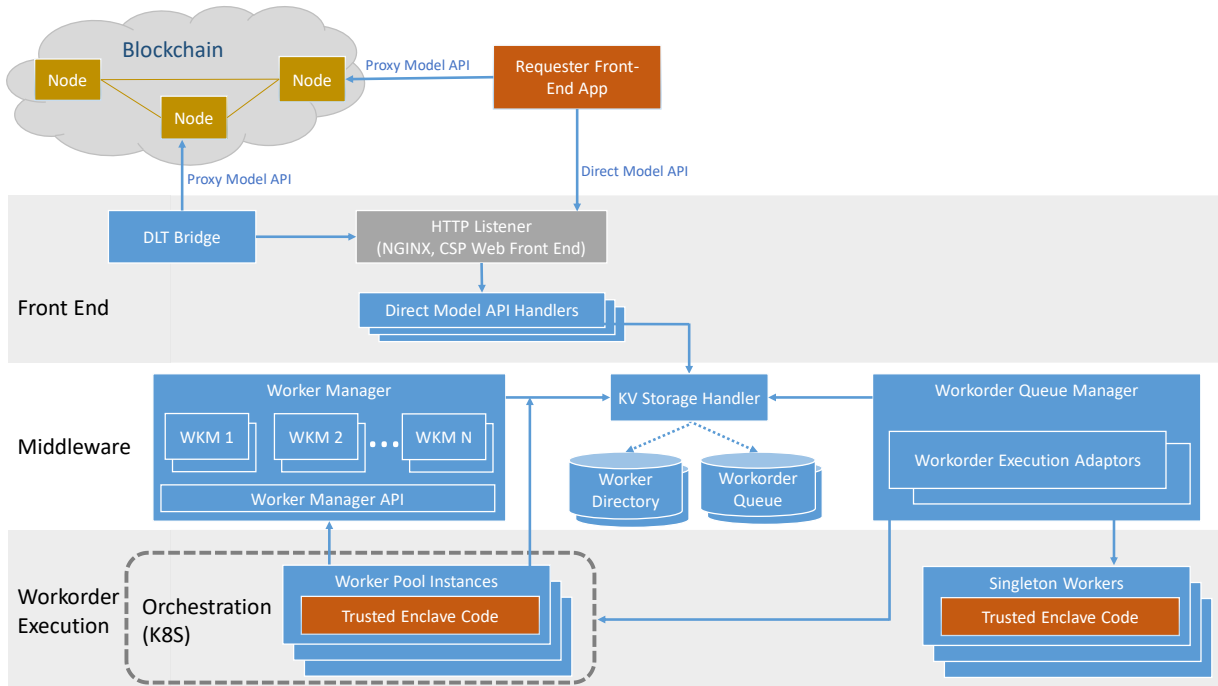 Blockchain
Node
Node
Node
Proxy Model API
Requester Front-
End App
Proxy Model API
Direct Model API
DLT Bridge
HTTP Listener
(NGINX, CSP Web Front End)
Front End
Direct Model API Handlers
Worker Manager
WKM 1
WKM 2
WKM N
Worker Manager API
KV Storage Handler
Worker
Directory
Workorder
Queue
Workorder Queue Manager
Workorder Execution Adaptors
Middleware
Workorder
Execution
Orchestration
(K8S)
Worker Pool Instances
Trusted Enclave Code
Singleton Workers
Trusted Enclave Code